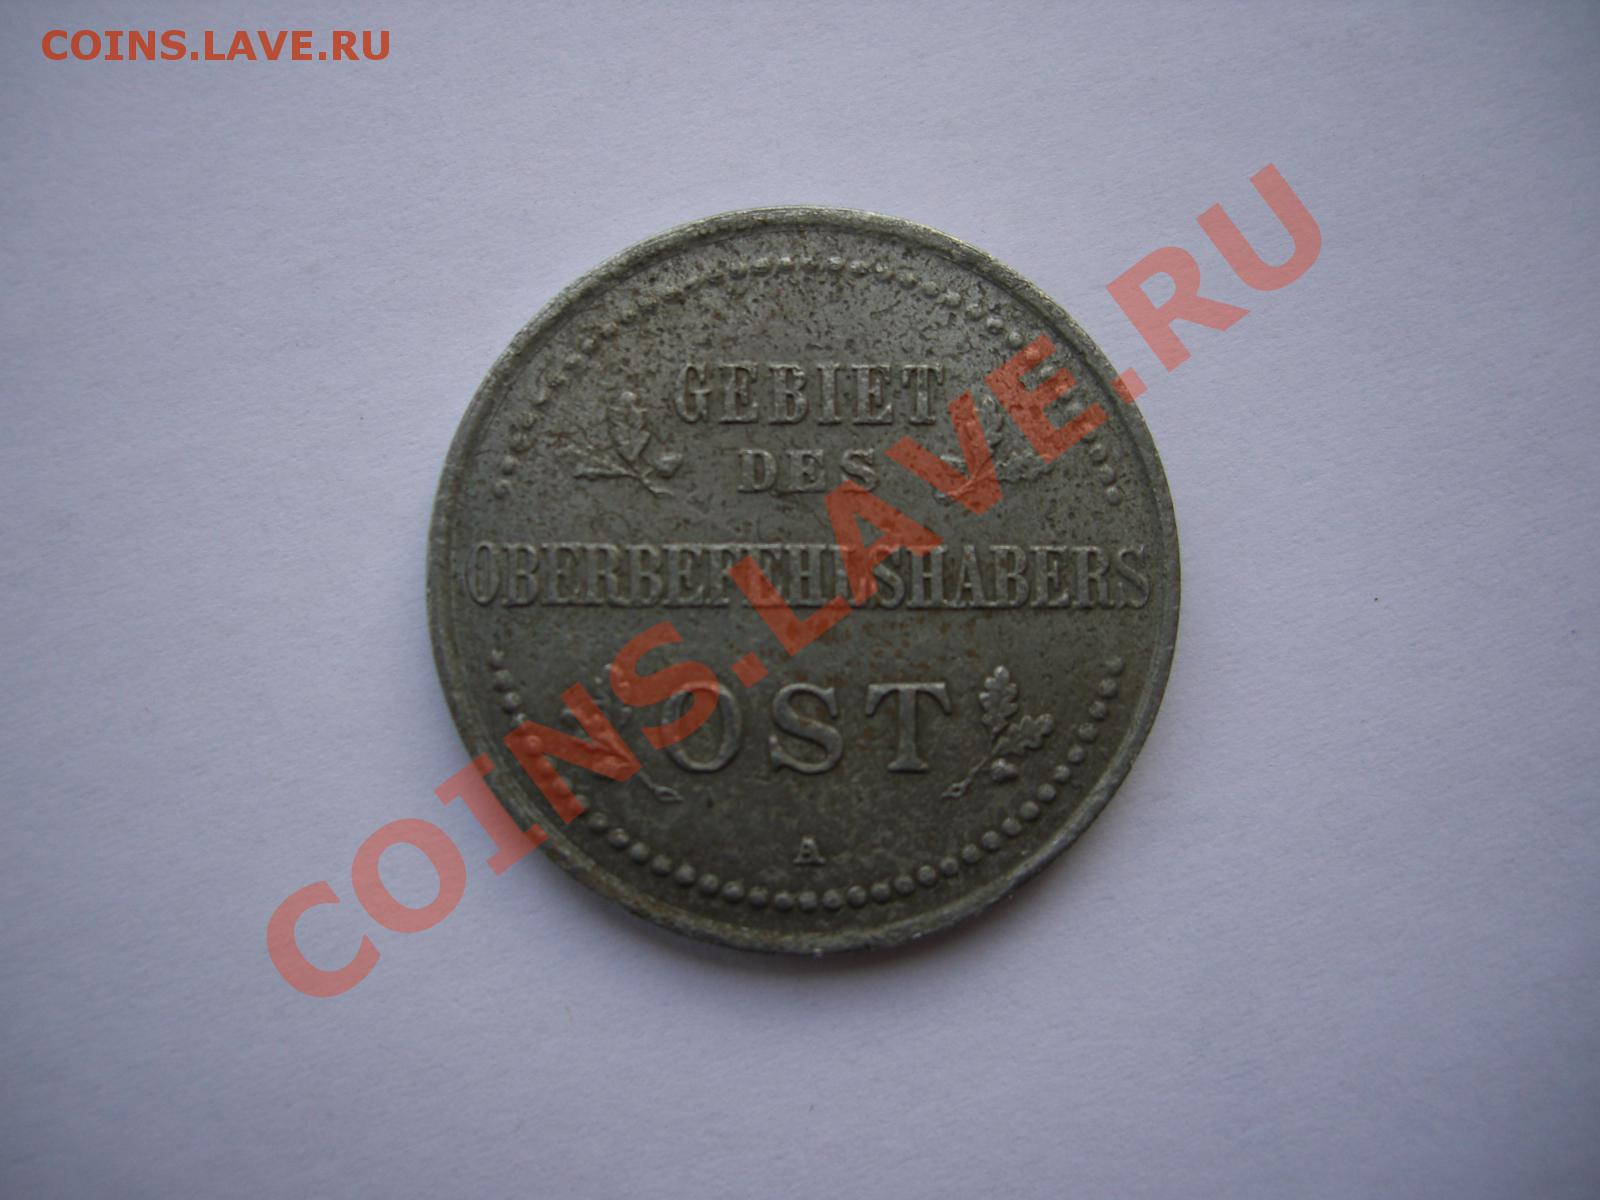 COINS.LAVE.RU
GEBIET
DES
OBERBEFEHLSHABERS
OST
A
COINS.LAVE.RU